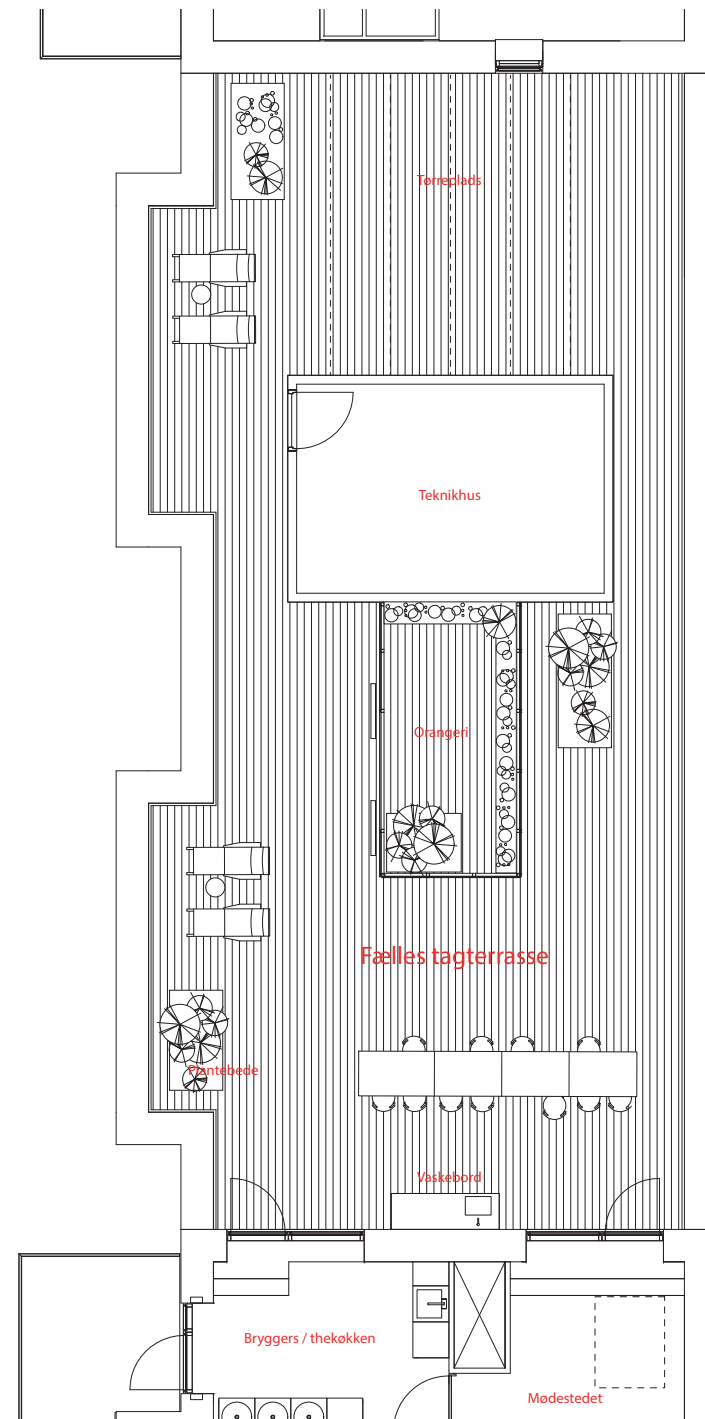 Tørreplads
Teknikhus
Orangeri
Fælles tagterrasse
Plantebede
Vaskebord
Bryggers / thekøkken
Mødestedet